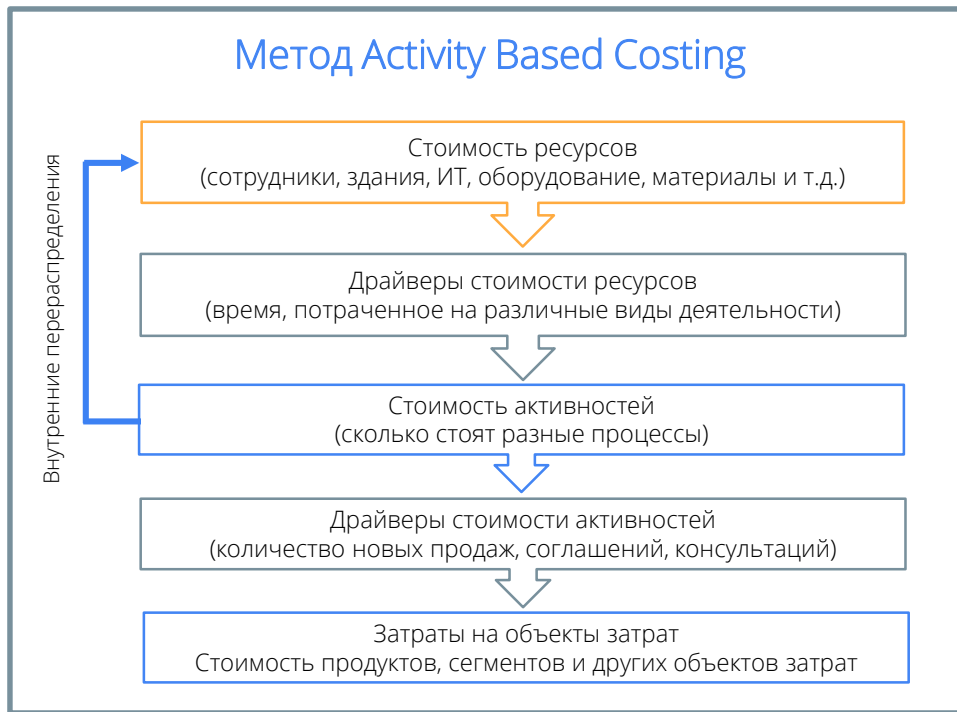 Метод Activity Based Costing
Внутренние перераспределения
Стоимость ресурсов
(сотрудники, здания, ИТ, оборудование, материалы и т.д.)
Драйверы стоимости ресурсов
(время, потраченное на различные виды деятельности)
Стоимость активностей
(сколько стоят разные процессы)
Драйверы стоимости активностей
(количество новых продаж, соглашений, консультаций)
Затраты на объекты затрат
Стоимость продуктов, сегментов и других объектов затрат